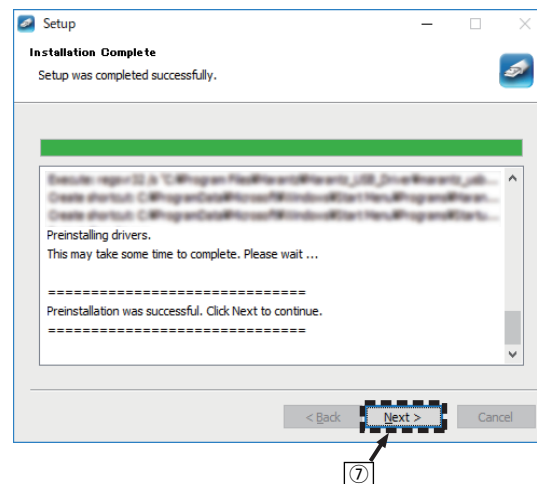 Setup
Installation Complete
Setup was completed successfully.
Preinstalling drivers.
This may take some time to complete. Please wait ...
==============================
Preinstallation was successful. Click Next to continue.
==============================
< Back Next > Cancel
⑦